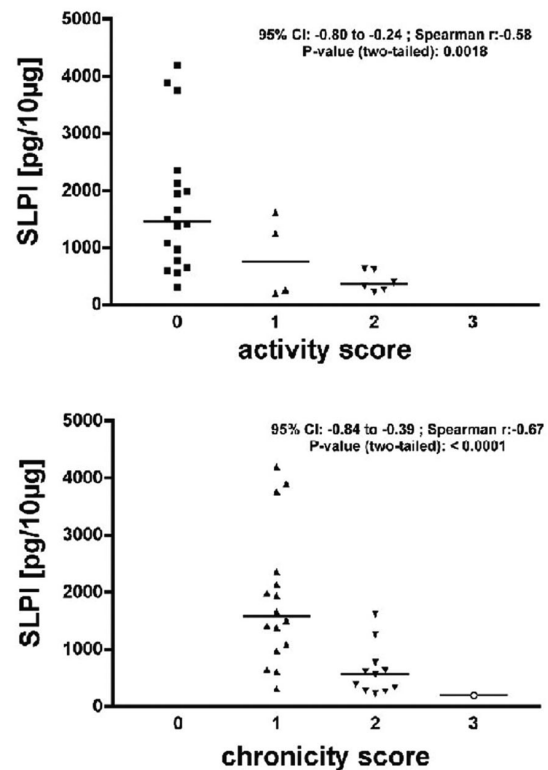 95% CI: -0.80 to -0.24 ; Spearman r:-0.58
P-value (two-tailed): 0.0018
SLPI [pg/10µg]
5000
4000
3000
2000
1000
0
0 1 2 3
activity score
95% CI: -0.84 to -0.39 ; Spearman r:-0.67
P-value (two-tailed): < 0.0001
SLPI [pg/10µg]
5000
4000
3000
2000
1000
0
0 1 2 3
chronicity score